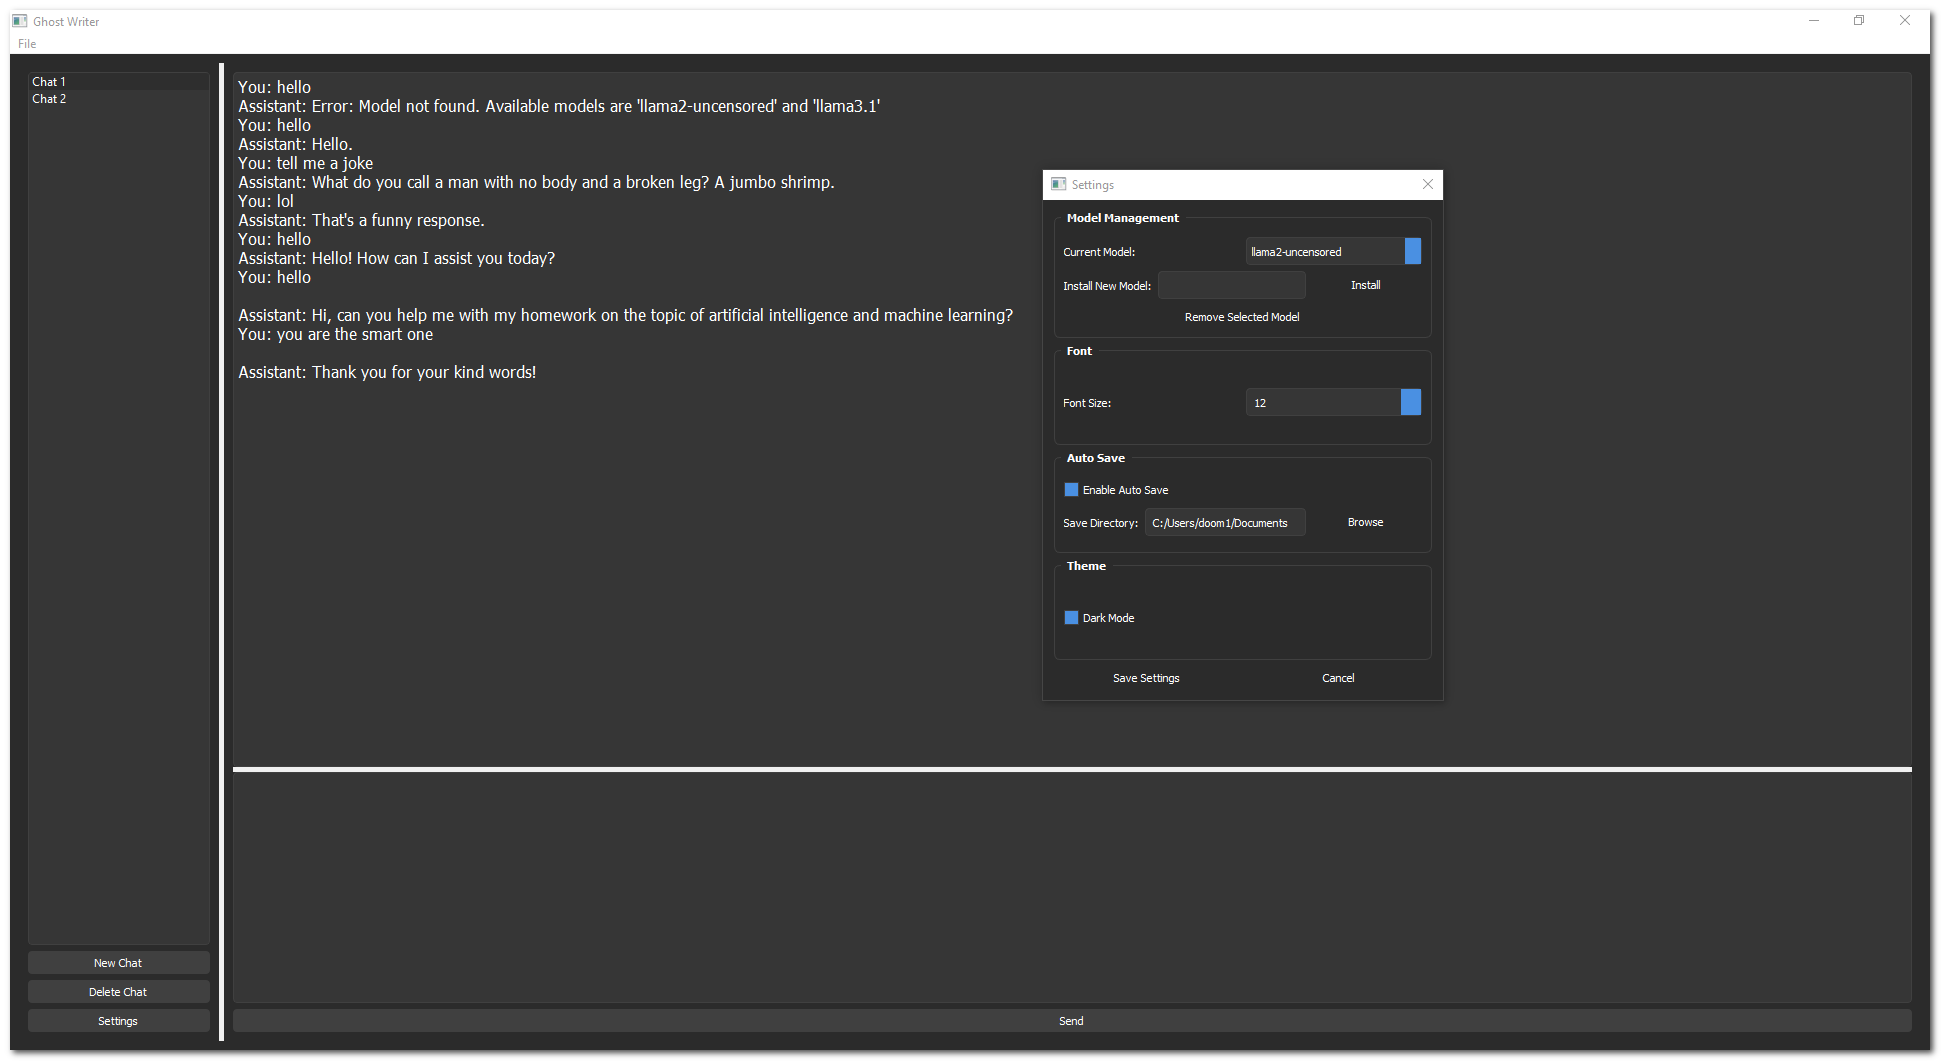 Ghost Writer
File
Chat 1
Chat 2
You: hello
Assistant: Error: Model not found. Available models are 'llama2-uncensored' and 'llama3.1'
You: hello
Assistant: Hello.
You: tell me a joke
Assistant: What do you call a man with no body and a broken leg? A jumbo shrimp.
You: lol
Assistant: That's a funny response.
You: hello
Assistant: Hello! How can I assist you today?
You: hello
Assistant: Hi, can you help me with my homework on the topic of artificial intelligence and machine learning?
You: you are the smart one
Assistant: Thank you for your kind words!
New Chat
Delete Chat
Settings
Send
Settings
Model Management
Current Model: llama2-uncensored
Install New Model: Install
Remove Selected Model
Font
Font Size: 12
Auto Save
Enable Auto Save
Save Directory: C:/Users/doom1/Documents Browse
Theme
Dark Mode
Save Settings Cancel